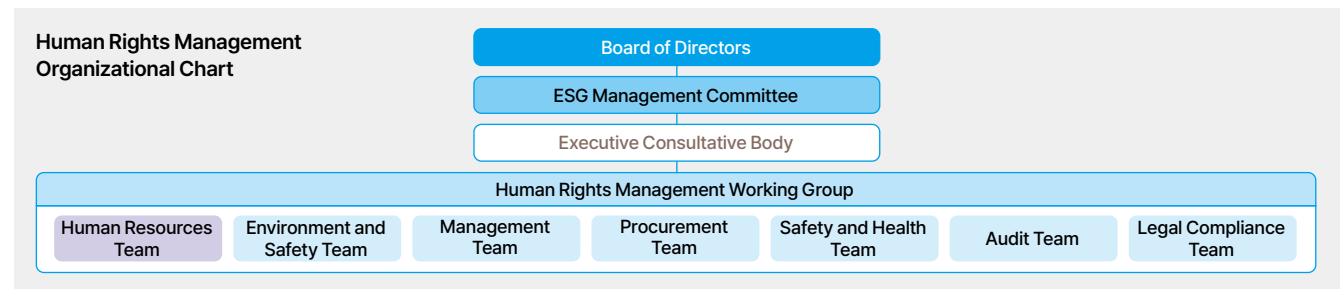 Human Rights Management
Organizational Chart
Board of Directors
ESG Management Committee
Executive Consultative Body
Human Rights Management Working Group
Human Resources
Team
Environment and
Safety Team
Management
Team
Procurement
Team
Safety and Health
Team
Audit Team
Legal Compliance
Team